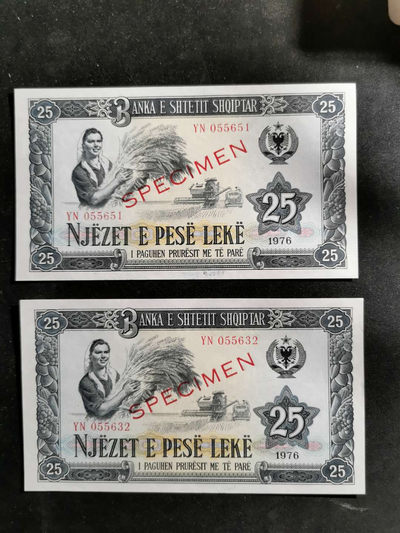 25 BANKA E SHTETIT SHQIPTAR 25
YN 055651
SPECIMEN
YN 055651
25
NJËZET E PESË LEKË
1976
25 I PAGUHEN PRURËSIT ME TË PARË 25
25 BANKA E SHTETIT SHQIPTAR 25
YN 055632
SPECIMEN
YN 055632
25
NJËZET E PESË LEKË
1976
25 I PAGUHEN PRURËSIT ME TË PARË 25